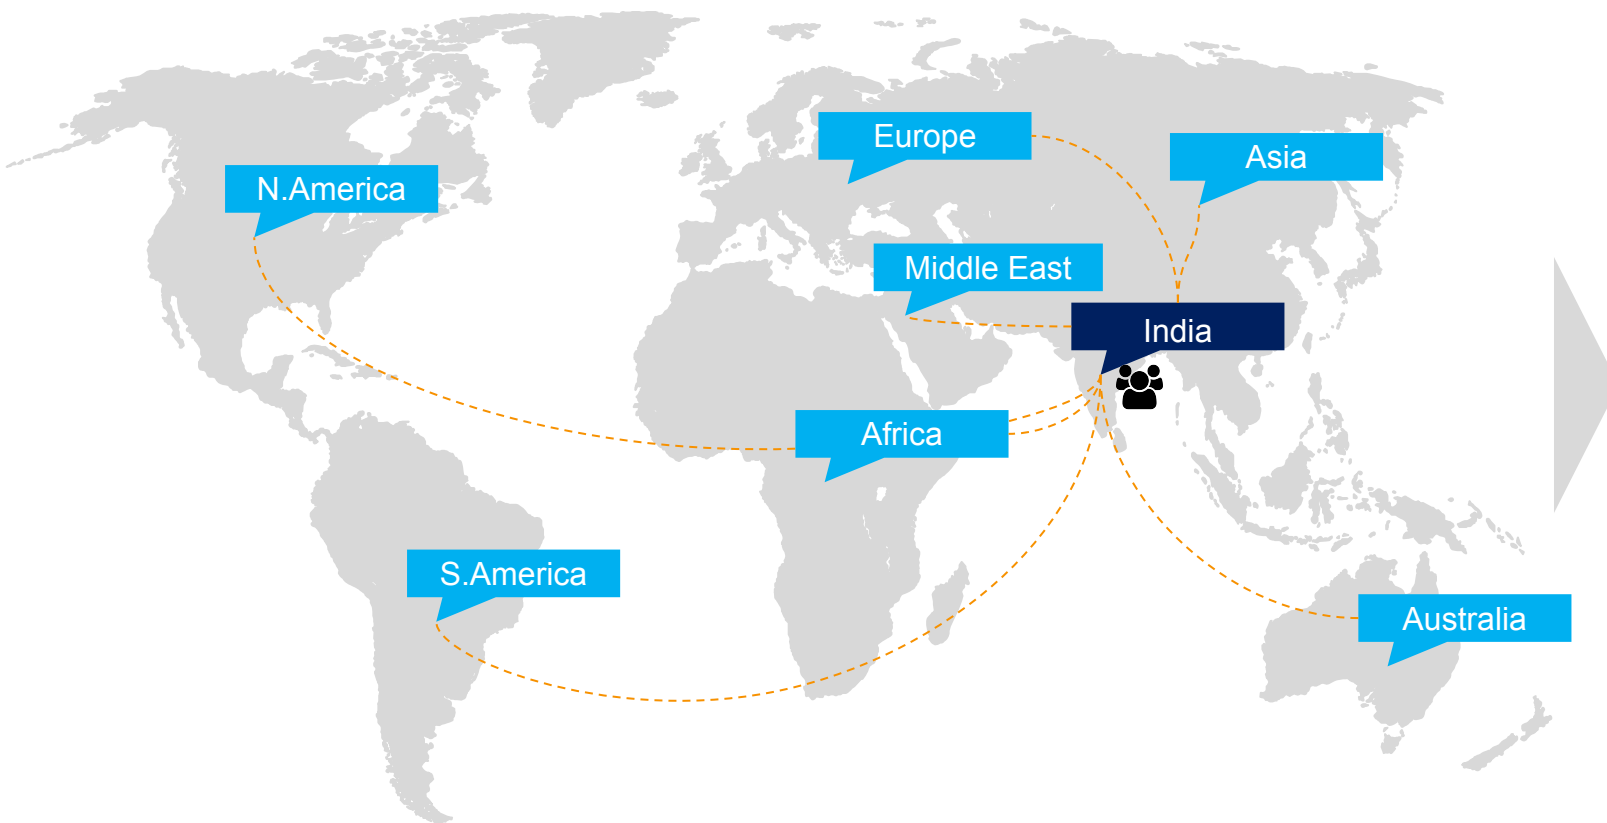 Europe
Asia
N.America
Middle East
India
Africa
S.America
Australia